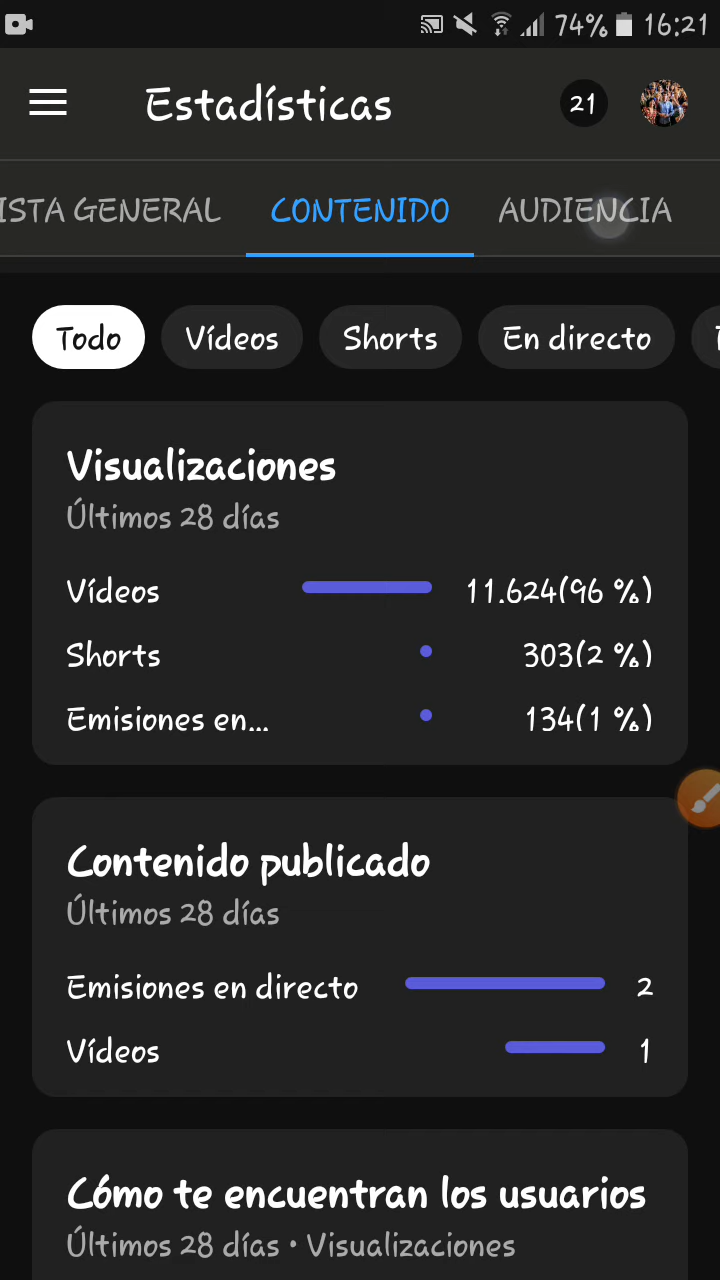 74% 16:21
Estadísticas 21
ISTA GENERAL CONTENIDO AUDIENCIA
Todo Vídeos Shorts En directo
Visualizaciones
Últimos 28 días
Vídeos 11.624(96 %)
Shorts 303(2 %)
Emisiones en... 134(1 %)
Contenido publicado
Últimos 28 días
Emisiones en directo 2
Vídeos 1
Cómo te encuentran los usuarios
Últimos 28 días • Visualizaciones